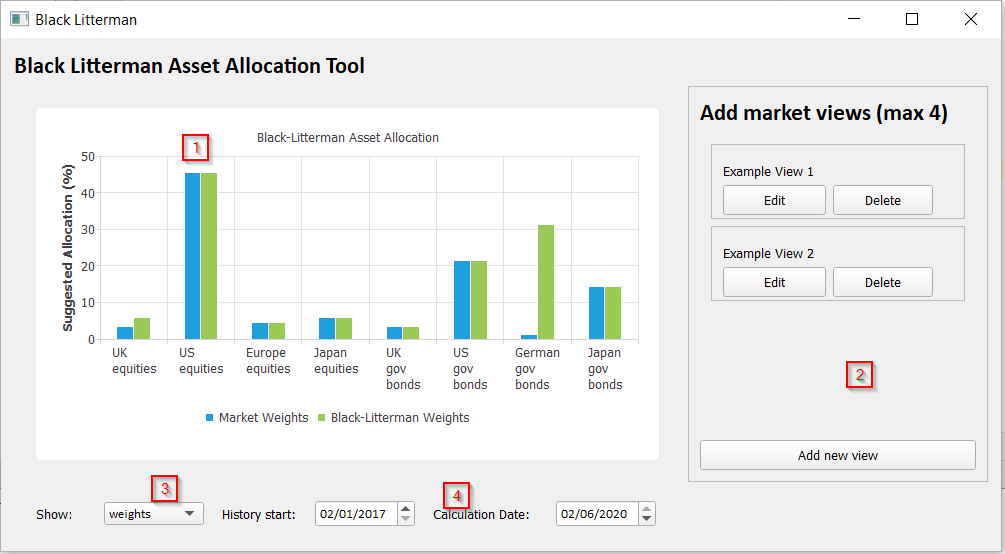 Black Litterman
Black Litterman Asset Allocation Tool
1
Black-Litterman Asset Allocation
Suggested Allocation (%)
50
40
30
20
10
0
UK equities
US equities
Europe equities
Japan equities
UK gov bonds
US gov bonds
German gov bonds
Japan gov bonds
Market Weights Black-Litterman Weights
Add market views (max 4)
Example View 1
Edit Delete
Example View 2
Edit Delete
2
Add new view
3
4
Show: weights History start: 02/01/2017 Calculation Date: 02/06/2020